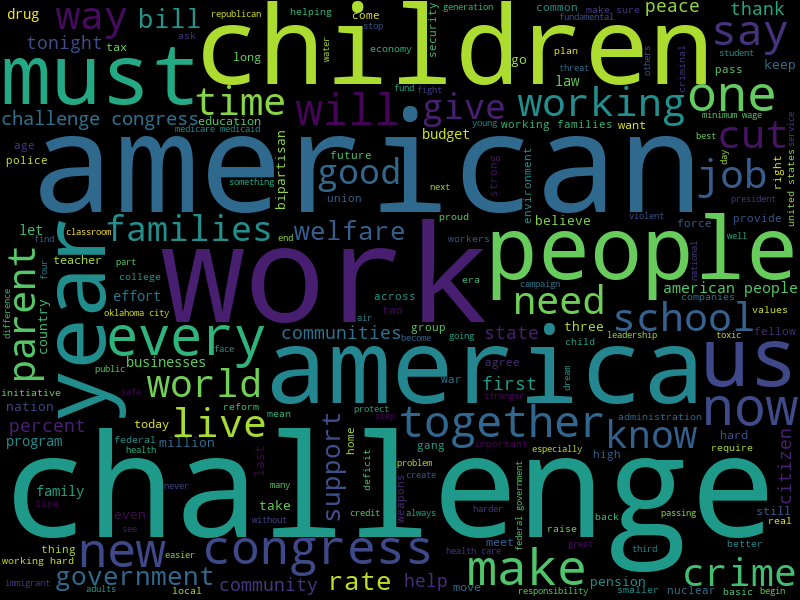 drug
republican
helping
come
generation
common
make sure
peace
thank
way
bill
children
fundamental
say
tonight
tax
ask
long
water
economy
stop
security
go
plan
threat
others
law
criminal
student
keep
must
time
will
give
fund
fight
working
pass
one
challenge congress
education
medicare medicaid
young
working families
want
minimum wage
service
age
police
american
bipartisan
budget
best
cut
good
future
strong
environment
job
day
right
something
union
next
president
united states
let
find
classroom
families
proud
believe
violent
force
provide
welfare
people
year
teacher
end
work
workers
well
national
parent
part
college
era
american people
country
four
effort
across
campaign
companies
values
difference
oklahoma city
two
air
need
school
every
communities
group
going
become
state
three
leadership
fellow
public
face
businesses
america
agree
child
toxic
us
initiative
world
reform
mean
war
first
dream
now
nation
safe
stronger
percent
today
live
protect
step
together
administration
know
program
federal
million
support
home
gang
important
hard
require
citizen
health
last
deficit
problem
especially
high
challenge
family
never
many
create
federal government
still
line
take
weapons
even
credit
always
harder
back
passing
real
see
without
raise
thing
new
congress
meet
third
better
working hard
easier
health care
great
make
crime
government
community
rate
help
move
pension
nuclear
immigrant
adults
local
responsibility
smaller
basic
begin